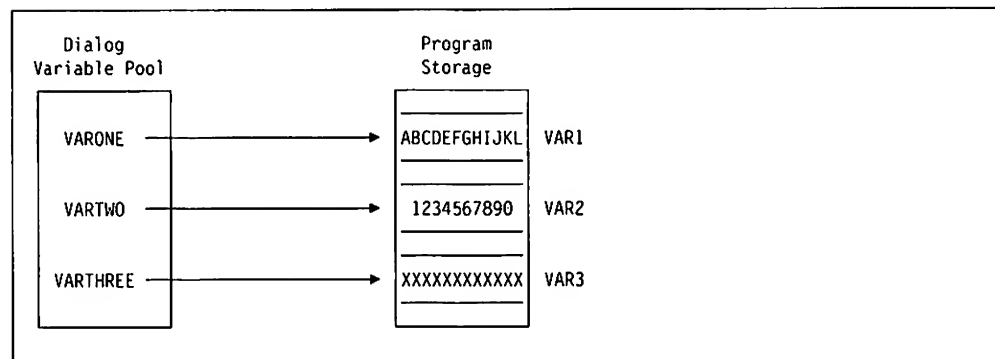 Dialog
Variable Pool
Program
Storage
VARONE
ABCDEFGHIJKL VAR1
VARTWO
1234567890 VAR2
VARTHREE
XXXXXXXXXXXX VAR3